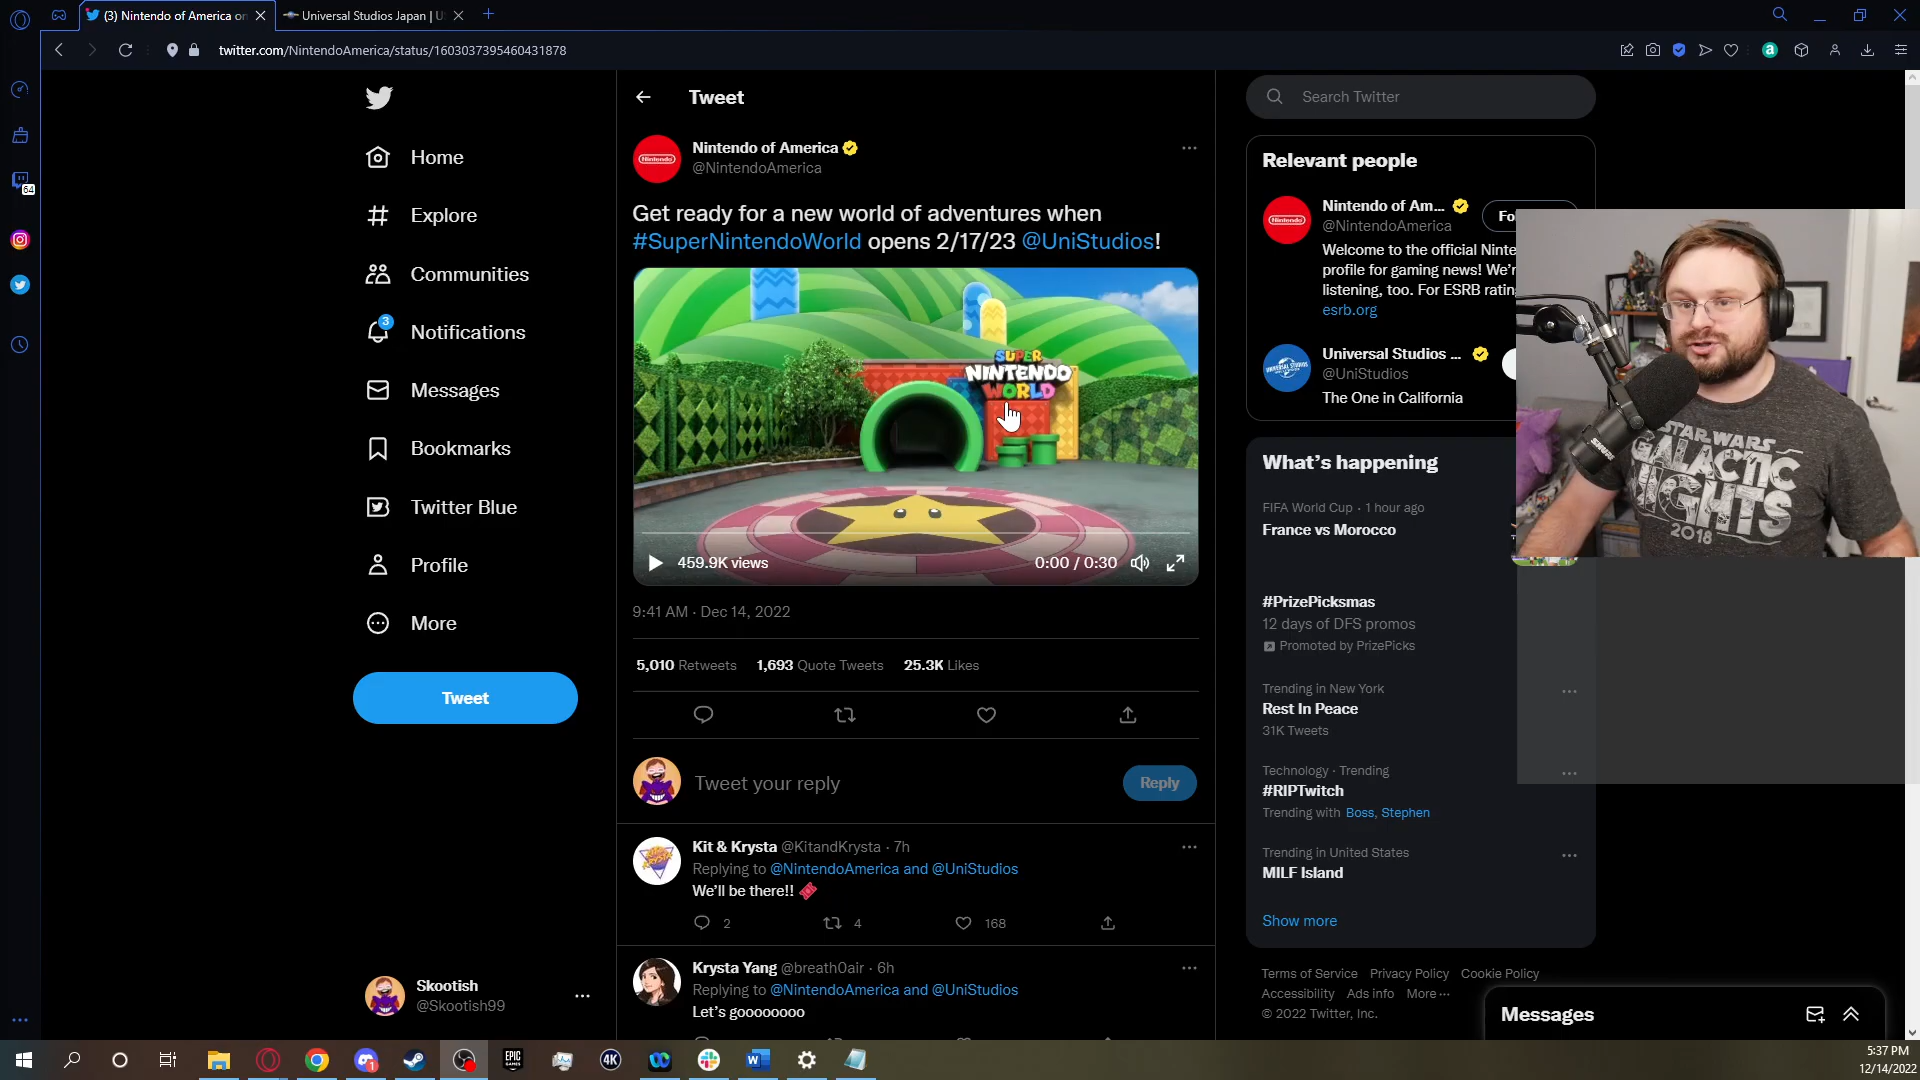 (3) Nintendo of America on
Universal Studios Japan | U
twitter.com/NintendoAmerica/status/1603037395460431878
64
Home
Explore
Communities
3
Notifications
Messages
Bookmarks
Twitter Blue
Profile
More
Tweet
Skootish
@Skootish99
Tweet
Nintendo
Nintendo of America
@NintendoAmerica
Get ready for a new world of adventures when
#SuperNintendoWorld opens 2/17/23 @UniStudios!
SUPER
NINTENDO
WORLD
459.9K views
0:00 / 0:30
9:41 AM · Dec 14, 2022
5,010 Retweets 1,693 Quote Tweets 25.3K Likes
Tweet your reply
Reply
Kit & Krysta @KitandKrysta · 7h
Replying to @NintendoAmerica and @UniStudios
We'll be there!!
2
4
168
Krysta Yang @breath0air · 6h
Replying to @NintendoAmerica and @UniStudios
Let's goooooooo
Search Twitter
Relevant people
Nintendo
Nintendo of Am...
@NintendoAmerica
Fo
Welcome to the official Ninte
profile for gaming news! We'r
listening, too. For ESRB ratin
esrb.org
Universal Studios ...
@UniStudios
The One in California
What's happening
FIFA World Cup · 1 hour ago
France vs Morocco
#PrizePicksmas
12 days of DFS promos
Promoted by PrizePicks
Trending in New York
Rest In Peace
31K Tweets
Technology · Trending
#RIPTwitch
Trending with Boss, Stephen
Trending in United States
MILF Island
Show more
Terms of Service Privacy Policy Cookie Policy
Accessibility Ads info More ···
© 2022 Twitter, Inc.
Messages
SHURE
STAR WARS
GALACTIC
NIGHTS
2018
EPIC
GAMES
4K
1
5:37 PM
12/14/2022